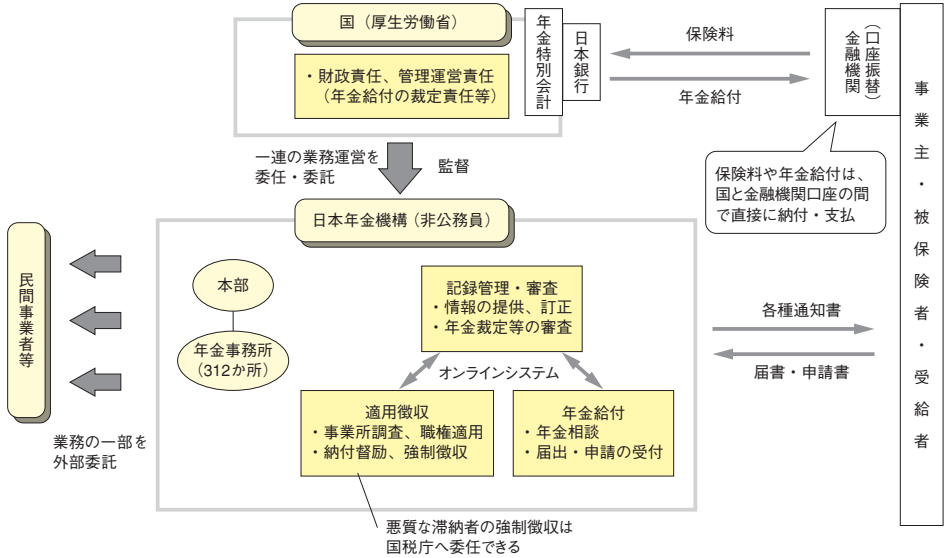 国（厚生労働省）
・財政責任、管理運営責任
（年金給付の裁定責任等）
年金特別会計
日本銀行
保険料
年金給付
金融機関
（口座振替）
事業主・被保険者・受給者
保険料や年金給付は、
国と金融機関口座の間
で直接に納付・支払
一連の業務運営を
委任・委託
監督
日本年金機構（非公務員）
民間事業者等
本部
年金事務所
（312か所）
記録管理・審査
・情報の提供、訂正
・年金裁定等の審査
オンラインシステム
各種通知書
届書・申請書
適用徴収
・事業所調査、職権適用
・納付督励、強制徴収
年金給付
・年金相談
・届出・申請の受付
業務の一部を
外部委託
悪質な滞納者の強制徴収は
国税庁へ委任できる